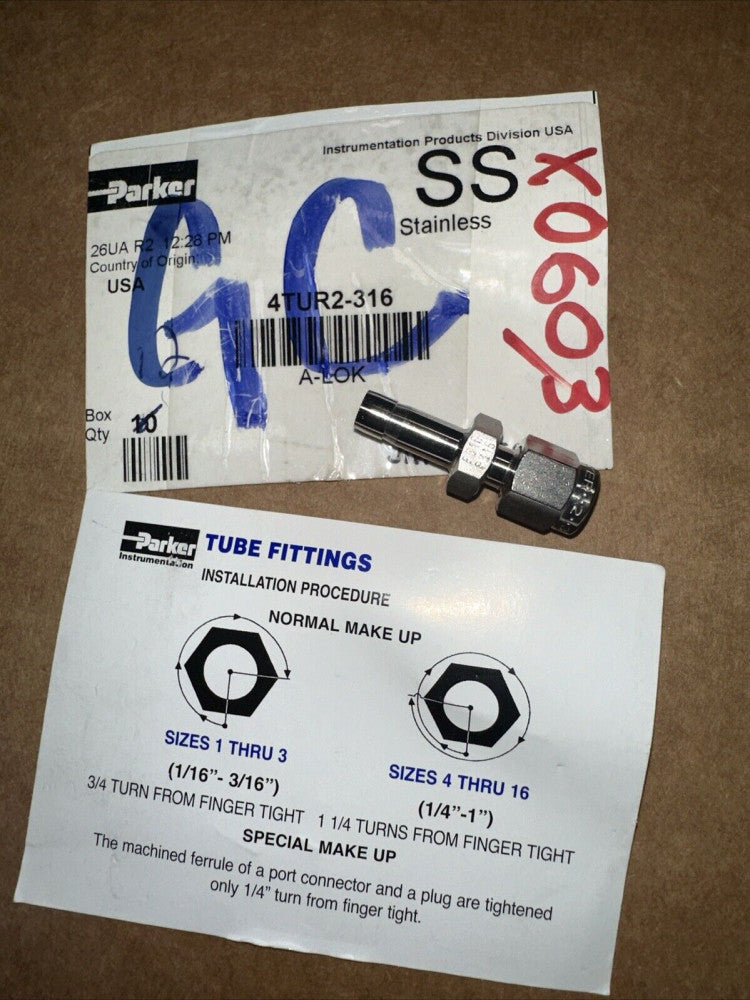 Instrumentation Products Division USA
Parker
SS
Stainless
X0603
GC
26UA R2 12:28 PM
Country of Origin:
USA
4TUR2-316
A-LOK
12
Box
Qty
10
Parker
Instrumentation
TUBE FITTINGS
INSTALLATION PROCEDURE
NORMAL MAKE UP
SIZES 1 THRU 3
(1/16”- 3/16”)
3/4 TURN FROM FINGER TIGHT
SIZES 4 THRU 16
(1/4”-1”)
1 1/4 TURNS FROM FINGER TIGHT
SPECIAL MAKE UP
The machined ferrule of a port connector and a plug are tightened
only 1/4” turn from finger tight.